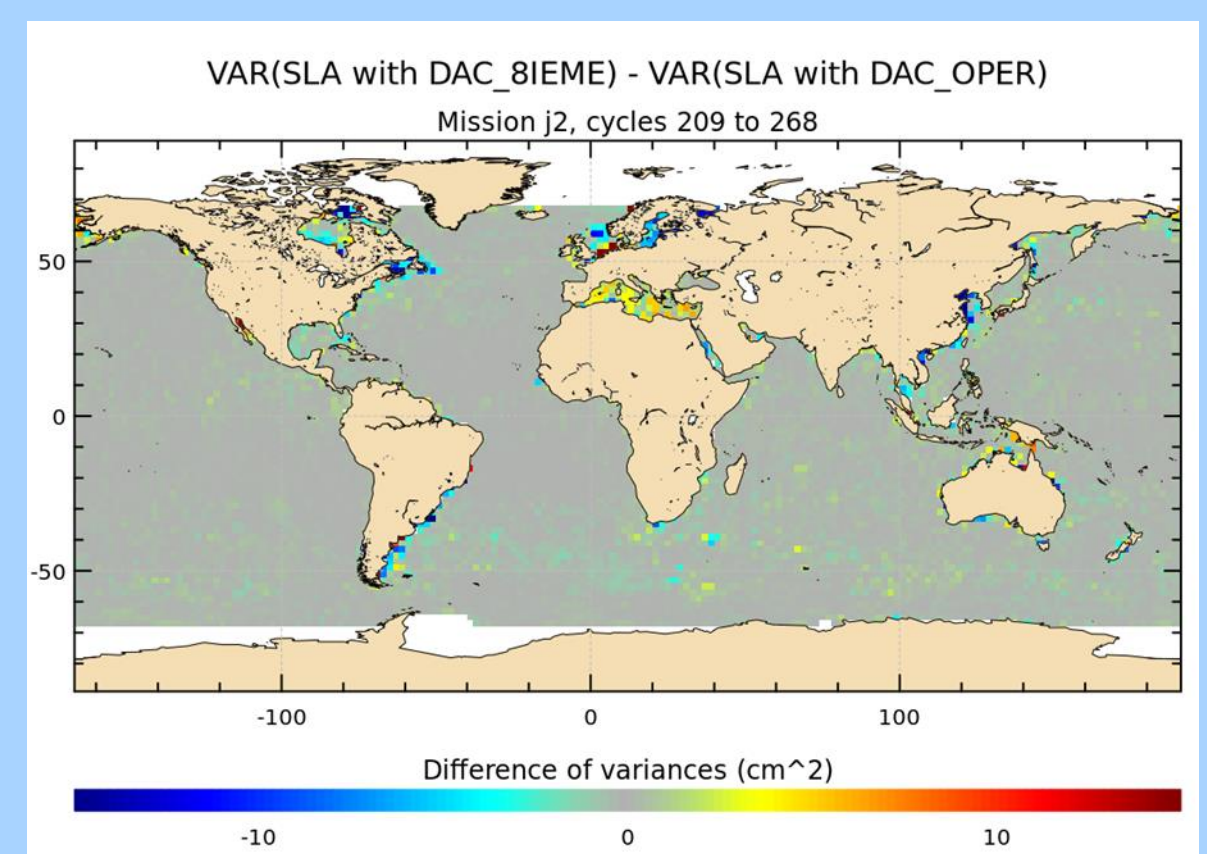 VAR(SLA with DAC_8IEME) - VAR(SLA with DAC_OPER)
Mission j2, cycles 209 to 268
50
0
-50
-100 0 100
Difference of variances (cm^2)
-10 0 10